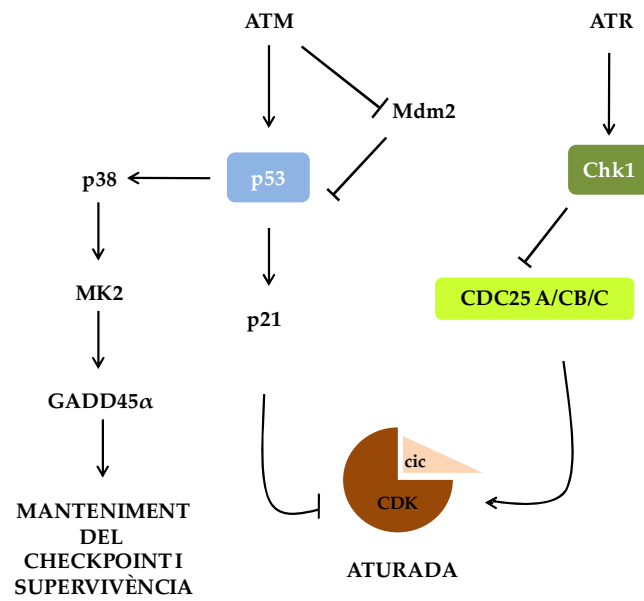 ATM
ATR
Mdm2
p38
p53
Chk1
MK2
p21
CDC25 A/CB/C
GADD45α
cic
CDK
MANTENIMENT
DEL
CHECKPOINT I
SUPERVIVÈNCIA
ATURADA